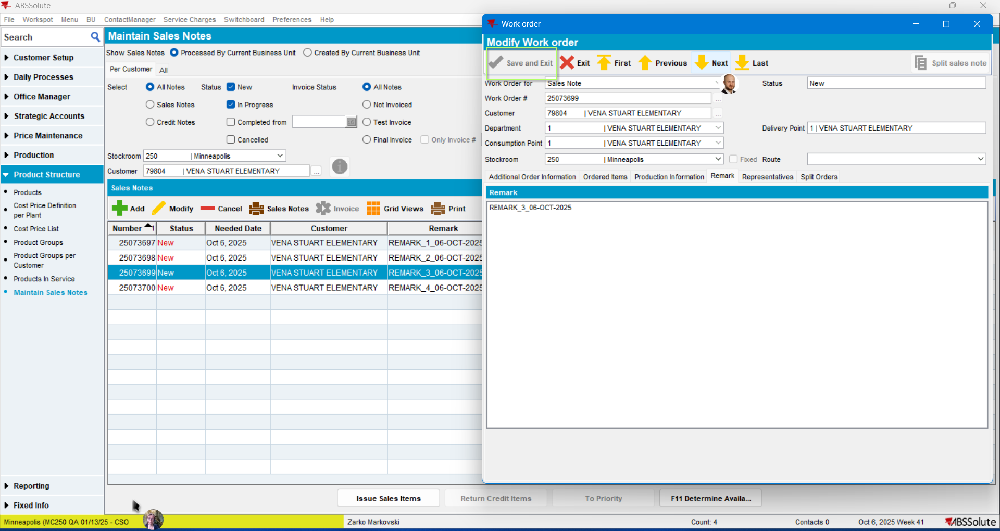 ABSSolute
File Workspot Menu BU ContactManager Service Charges Switchboard Preferences Help
Search
Customer Setup
Daily Processes
Office Manager
Strategic Accounts
Price Maintenance
Production
Product Structure
Products
Cost Price Definition
per Plant
Cost Price List
Product Groups
Product Groups per
Customer
Products In Service
Maintain Sales Notes
Reporting
Fixed Info
Maintain Sales Notes
Show Sales Notes Processed By Current Business Unit Created By Current Business Unit
Per Customer All
Select All Notes Status New Invoice Status All Notes
Sales Notes In Progress Not Invoiced
Credit Notes Completed from 16 Test Invoice
Cancelled Final Invoice Only Invoice #
Stockroom 250 | Minneapolis
Customer 79804 | VENA STUART ELEMENTARY ...
Sales Notes
Add Modify Cancel Sales Notes Invoice Grid Views Print
Number 1 Status Needed Date Customer Remark
25073697 New Oct 6, 2025 VENA STUART ELEMENTARY REMARK_1_06-OCT-2025
25073698 New Oct 6, 2025 VENA STUART ELEMENTARY REMARK_2_06-OCT-2025
25073699 New Oct 6, 2025 VENA STUART ELEMENTARY REMARK_3_06-OCT-2025
25073700 New Oct 6, 2025 VENA STUART ELEMENTARY REMARK_4_06-OCT-2025
Issue Sales Items Return Credit Items To Priority F11 Determine Availa...
Work order
Modify Work order
Save and Exit Exit First Previous Next Last Split sales note
Work Order for Sales Note Status New
Work Order # 25073699 ...
Customer 79804 | VENA STUART ELEMENTARY ...
Department 1 | VENA STUART ELEMENTARY Delivery Point 1 | VENA STUART ELEMENTARY
Consumption Point 1 | VENA STUART ELEMENTARY
Stockroom 250 | Minneapolis Fixed Route
Additional Order Information Ordered Items Production Information Remark Representatives Split Orders
Remark
REMARK_3_06-OCT-2025
Minneapolis (MC250 QA 01/13/25 - CSO Zarko Markovski Count: 4 Contacts 0 Oct 6, 2025 Week 41 ABSSolute